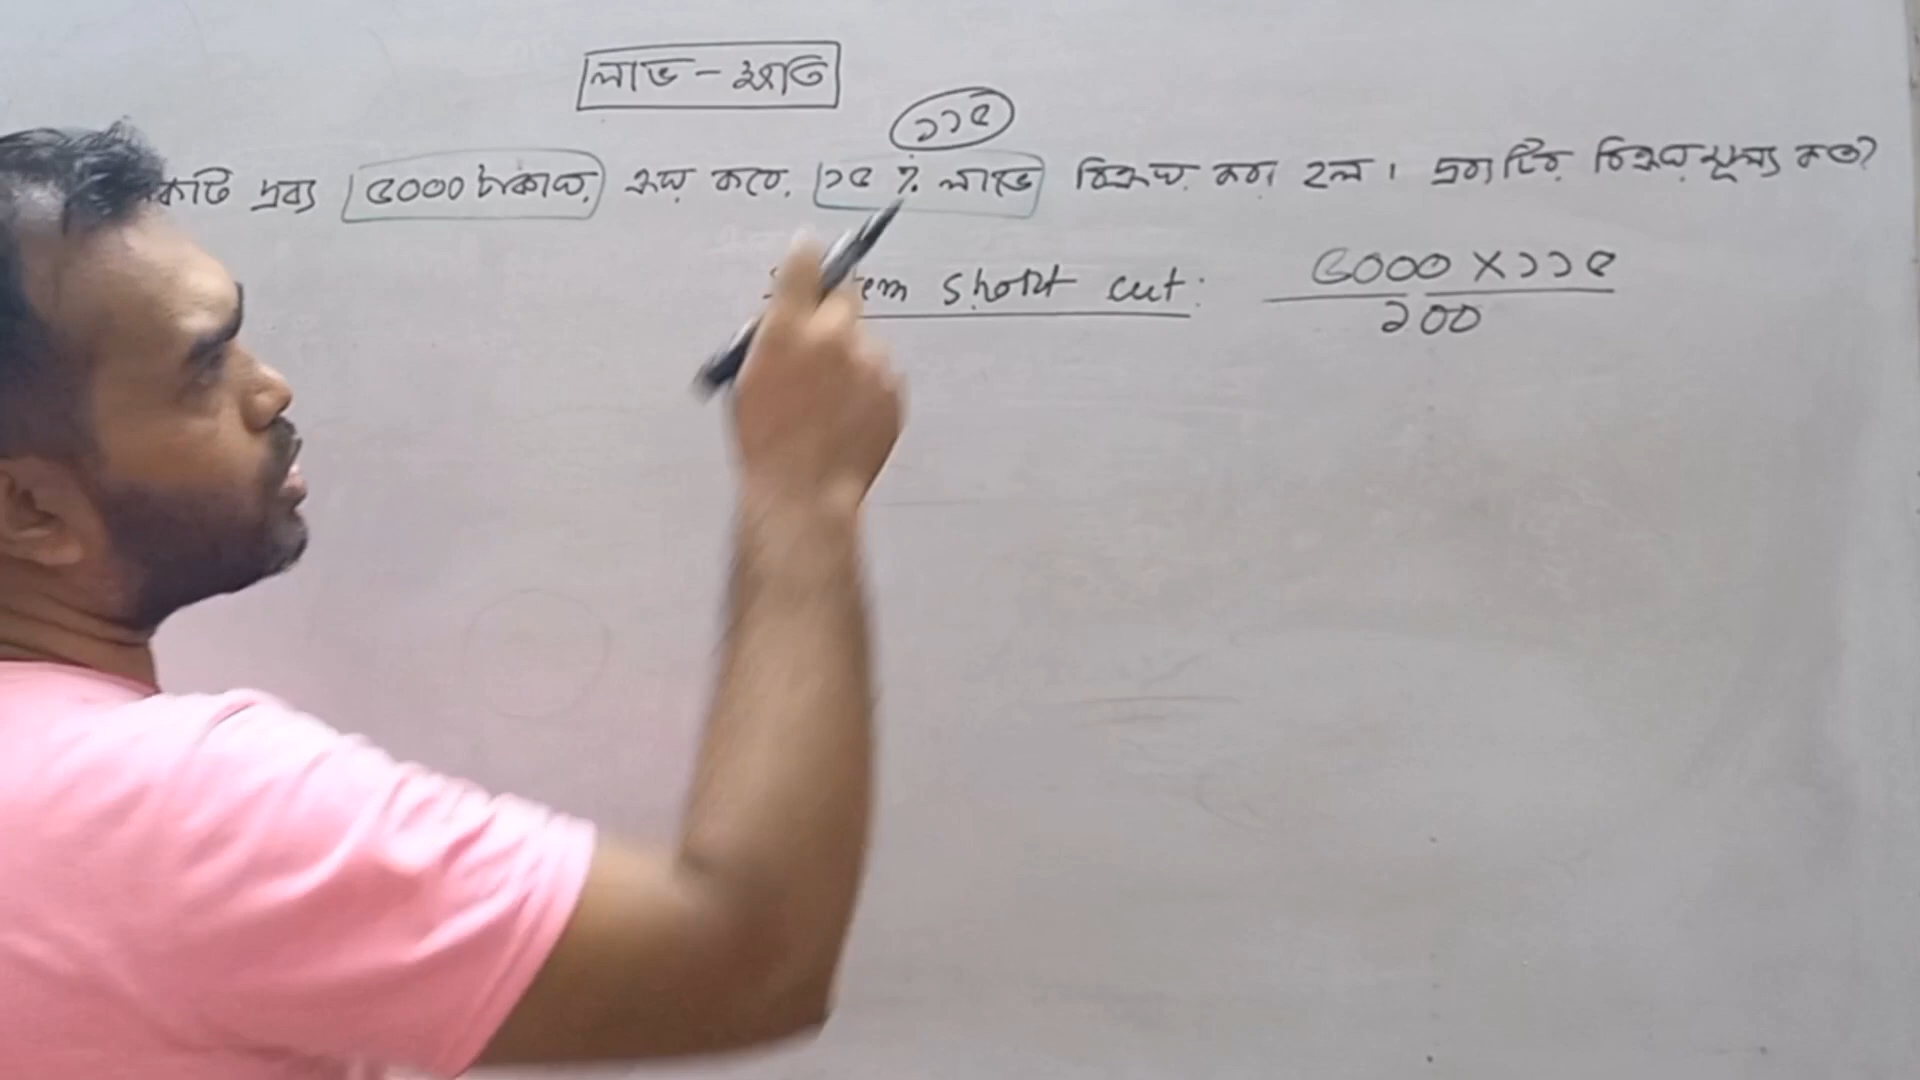 লাভ - ক্ষতি
১১৫
দ্রব্য ৫০০০ টাকায় ক্রয় করে ১৫ % লাভে বিক্রয় করা হল। দ্রব্যটির বিক্রয়মূল্য কত?
short cut: ৫০০০ X ১১৫
১০০